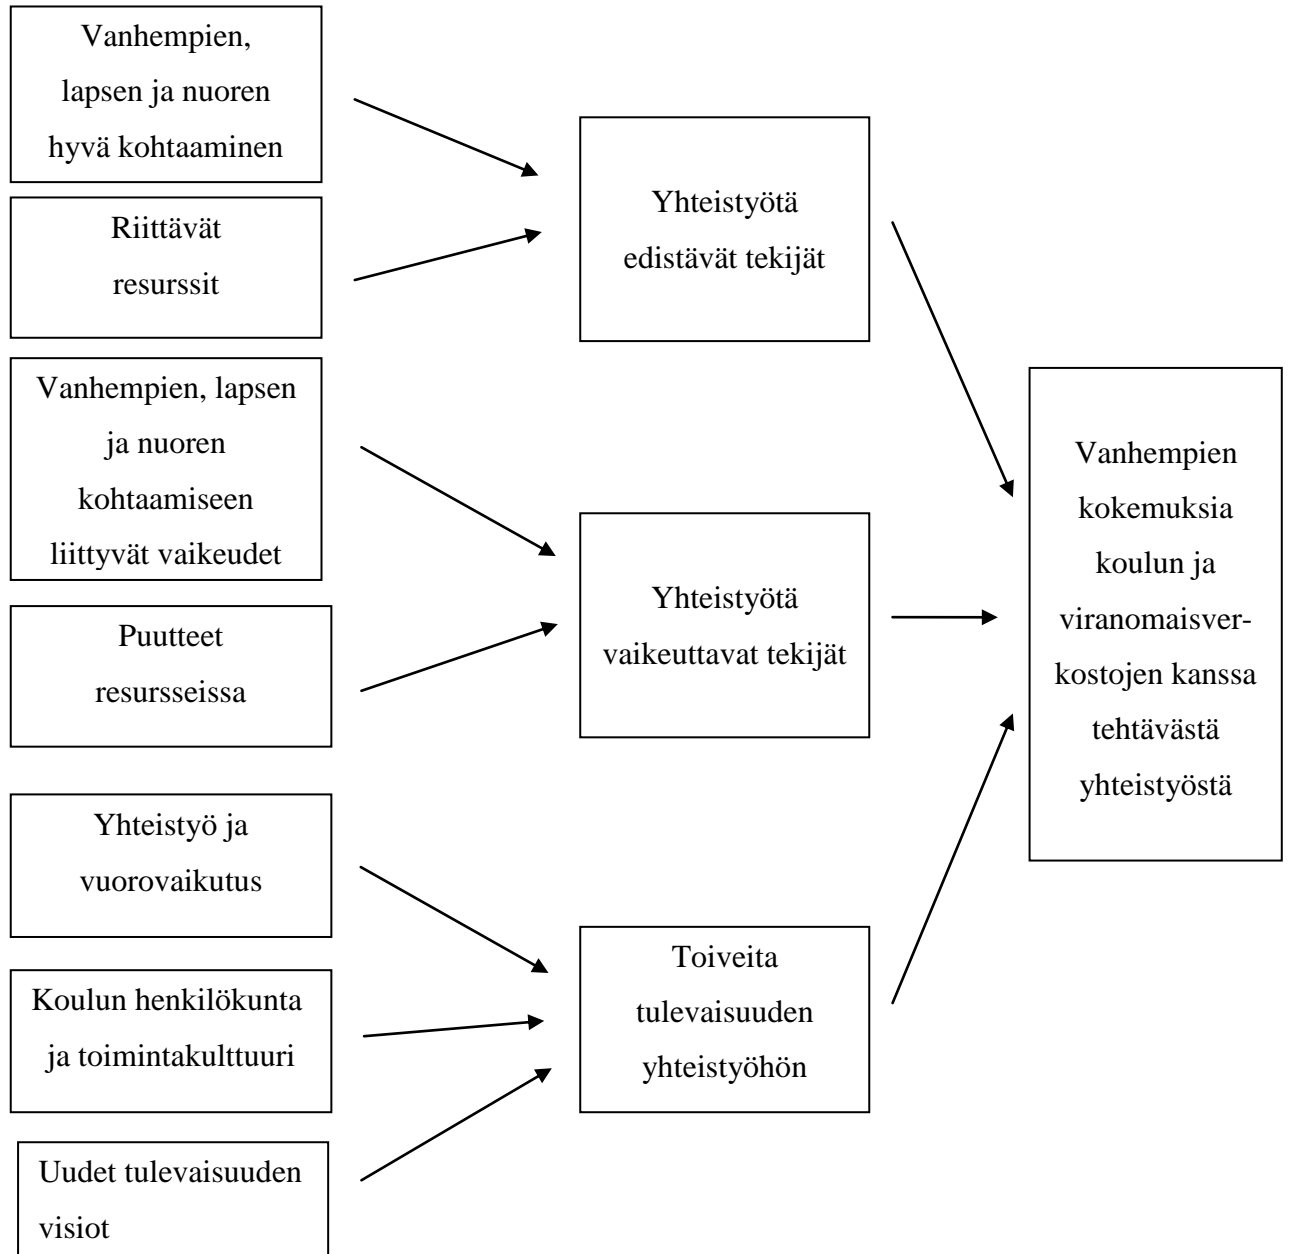 Vanhempien,
lapsen ja nuoren
hyvä kohtaaminen
Riittävät
resurssit
Vanhempien, lapsen
ja nuoren
kohtaamiseen
liittyvät vaikeudet
Puutteet
resursseissa
Yhteistyö ja
vuorovaikutus
Koulun henkilökunta
ja toimintakulttuuri
Uudet tulevaisuuden
visiot
Yhteistyötä
edistävät tekijät
Yhteistyötä
vaikeuttavat tekijät
Toiveita
tulevaisuuden
yhteistyöhön
Vanhempien
kokemuksia
koulun ja
viranomaisver-
kostojen kanssa
tehtävästä
yhteistyöstä